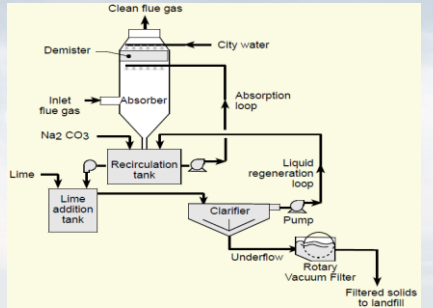 Clean flue gas
City water
Demister
Inlet
flue gas
Absorber
Absorption
loop
Na2 CO3
Lime
Recirculation
tank
Liquid
regeneration
loop
Lime
addition
tank
Clarifier
Pump
Underflow
Rotary
Vacuum Filter
Filtered solids
to landfill